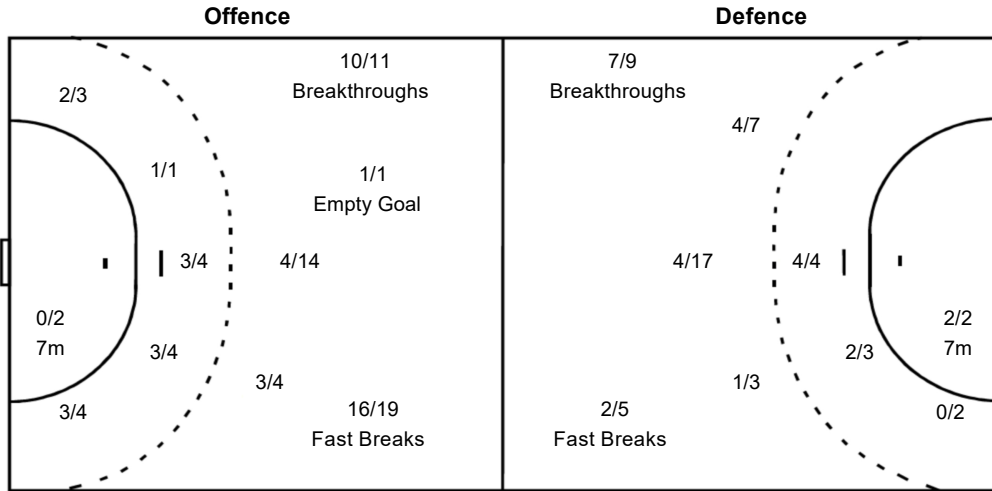 Offence
Defence
10/11
Breakthroughs
7/9
Breakthroughs
2/3
4/7
1/1
1/1
Empty Goal
3/4
4/14
4/17
4/4
0/2
7m
2/2
7m
3/4
2/3
3/4
1/3
3/4
16/19
Fast Breaks
2/5
Fast Breaks
0/2